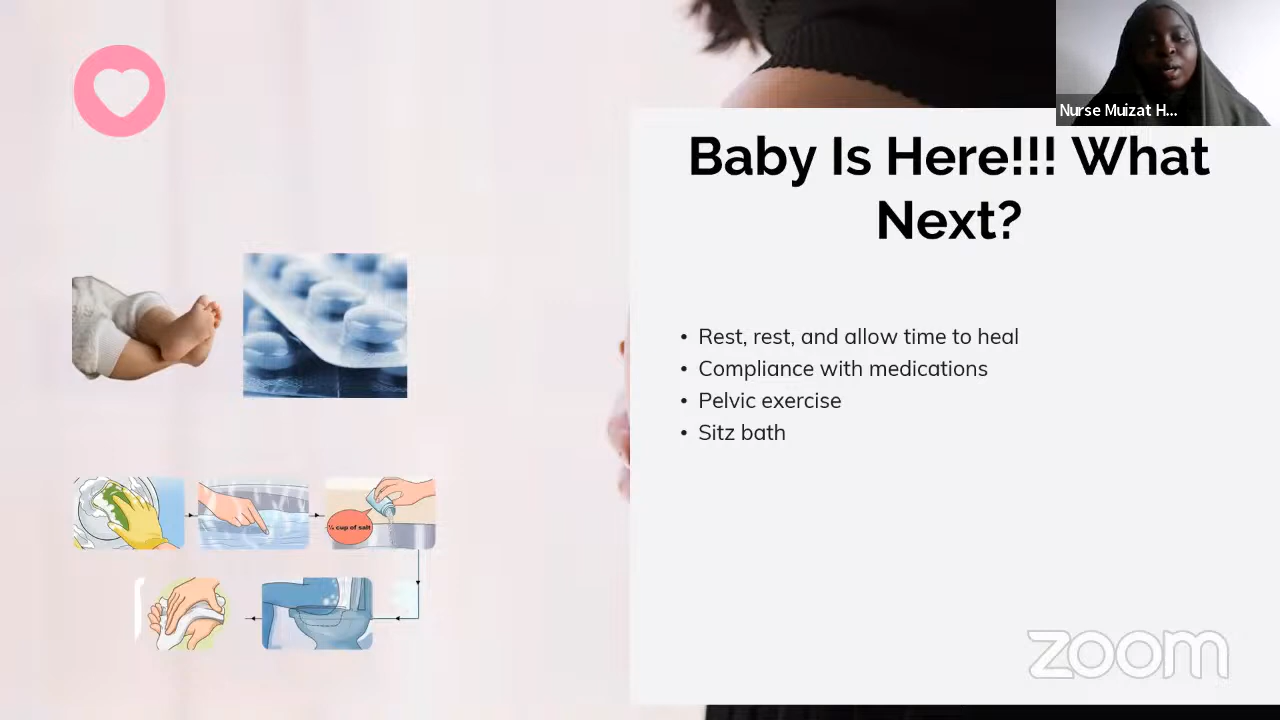 Nurse Muizat H...
Baby Is Here!!! What
Next?
• Rest, rest, and allow time to heal
• Compliance with medications
• Pelvic exercise
• Sitz bath
½ cup of salt
zoom